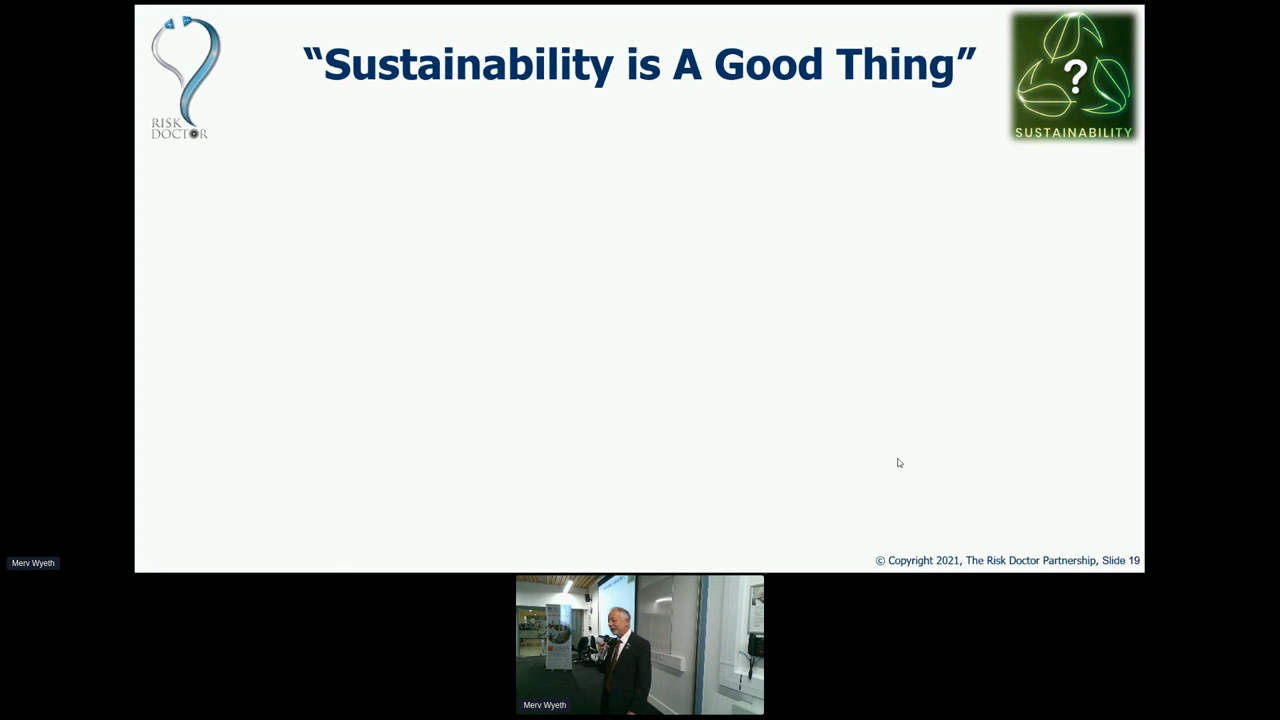 “Sustainability is A Good Thing”
RISK
DOCTOR
?
SUSTAINABILITY
© Copyright 2021, The Risk Doctor Partnership, Slide 19
Merv Wyeth
Merv Wyeth